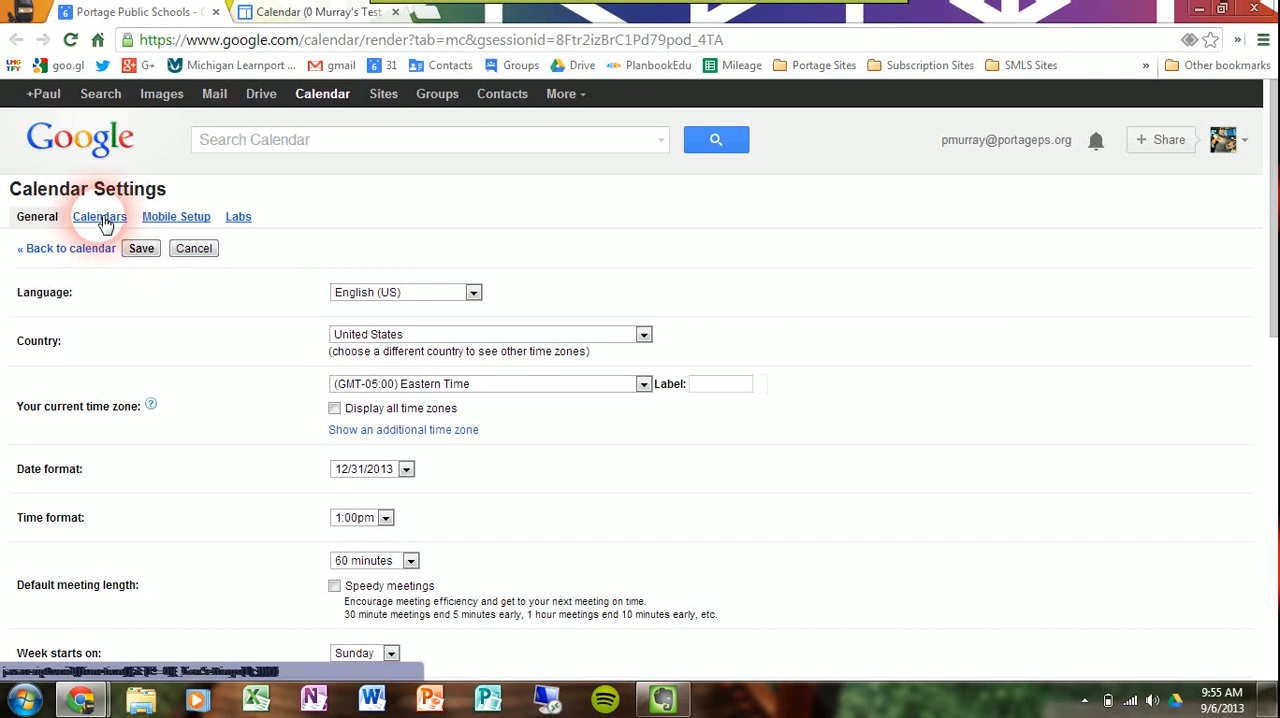 Portage Public Schools - C × Calendar (0 Murray's Test ×
https://www.google.com/calendar/render?tab=mc&gsessionid=8Ftr2izBrC1Pd79pod_4TA
LMG TFY goo.gl G+ Michigan Learnport ... gmail 31 Contacts Groups Drive PlanbookEdu Mileage Portage Sites Subscription Sites SMLS Sites » Other bookmarks
+Paul Search Images Mail Drive Calendar Sites Groups Contacts More
Google Search Calendar pmurray@portageps.org + Share
Calendar Settings
General Calendars Mobile Setup Labs
« Back to calendar Save Cancel
Language: English (US)
Country: United States
(choose a different country to see other time zones)
(GMT-05:00) Eastern Time Label:
Your current time zone: ?
Display all time zones
Show an additional time zone
Date format: 12/31/2013
Time format: 1:00pm
60 minutes
Default meeting length: Speedy meetings
Encourage meeting efficiency and get to your next meeting on time.
30 minute meetings end 5 minutes early, 1 hour meetings end 10 minutes early, etc.
Week starts on: Sunday
9:55 AM
9/6/2013